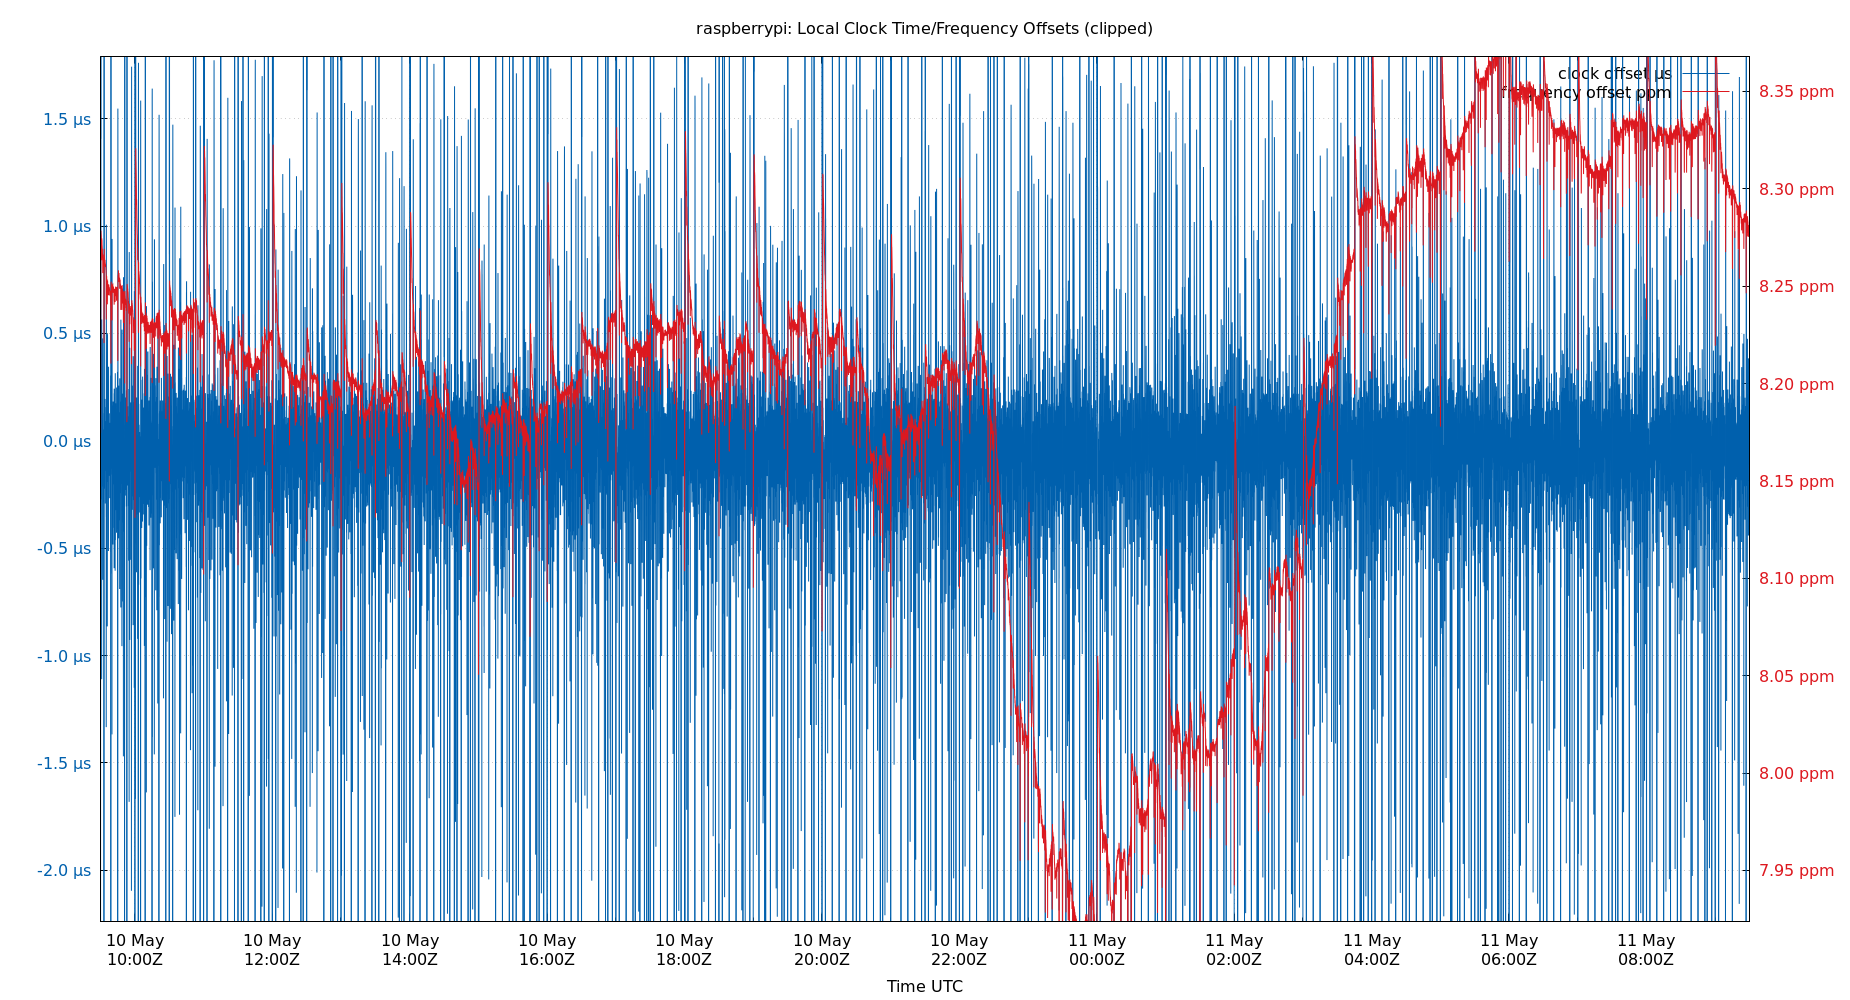 raspberrypi: Local Clock Time/Frequency Offsets (clipped)
clock offset µs
frequency offset ppm
1.5 µs
1.0 µs
0.5 µs
0.0 µs
-0.5 µs
-1.0 µs
-1.5 µs
-2.0 µs
8.35 ppm
8.30 ppm
8.25 ppm
8.20 ppm
8.15 ppm
8.10 ppm
8.05 ppm
8.00 ppm
7.95 ppm
10 May 10 May 10 May 10 May 10 May 10 May 10 May 11 May 11 May 11 May 11 May 11 May
10:00Z 12:00Z 14:00Z 16:00Z 18:00Z 20:00Z 22:00Z 00:00Z 02:00Z 04:00Z 06:00Z 08:00Z
Time UTC